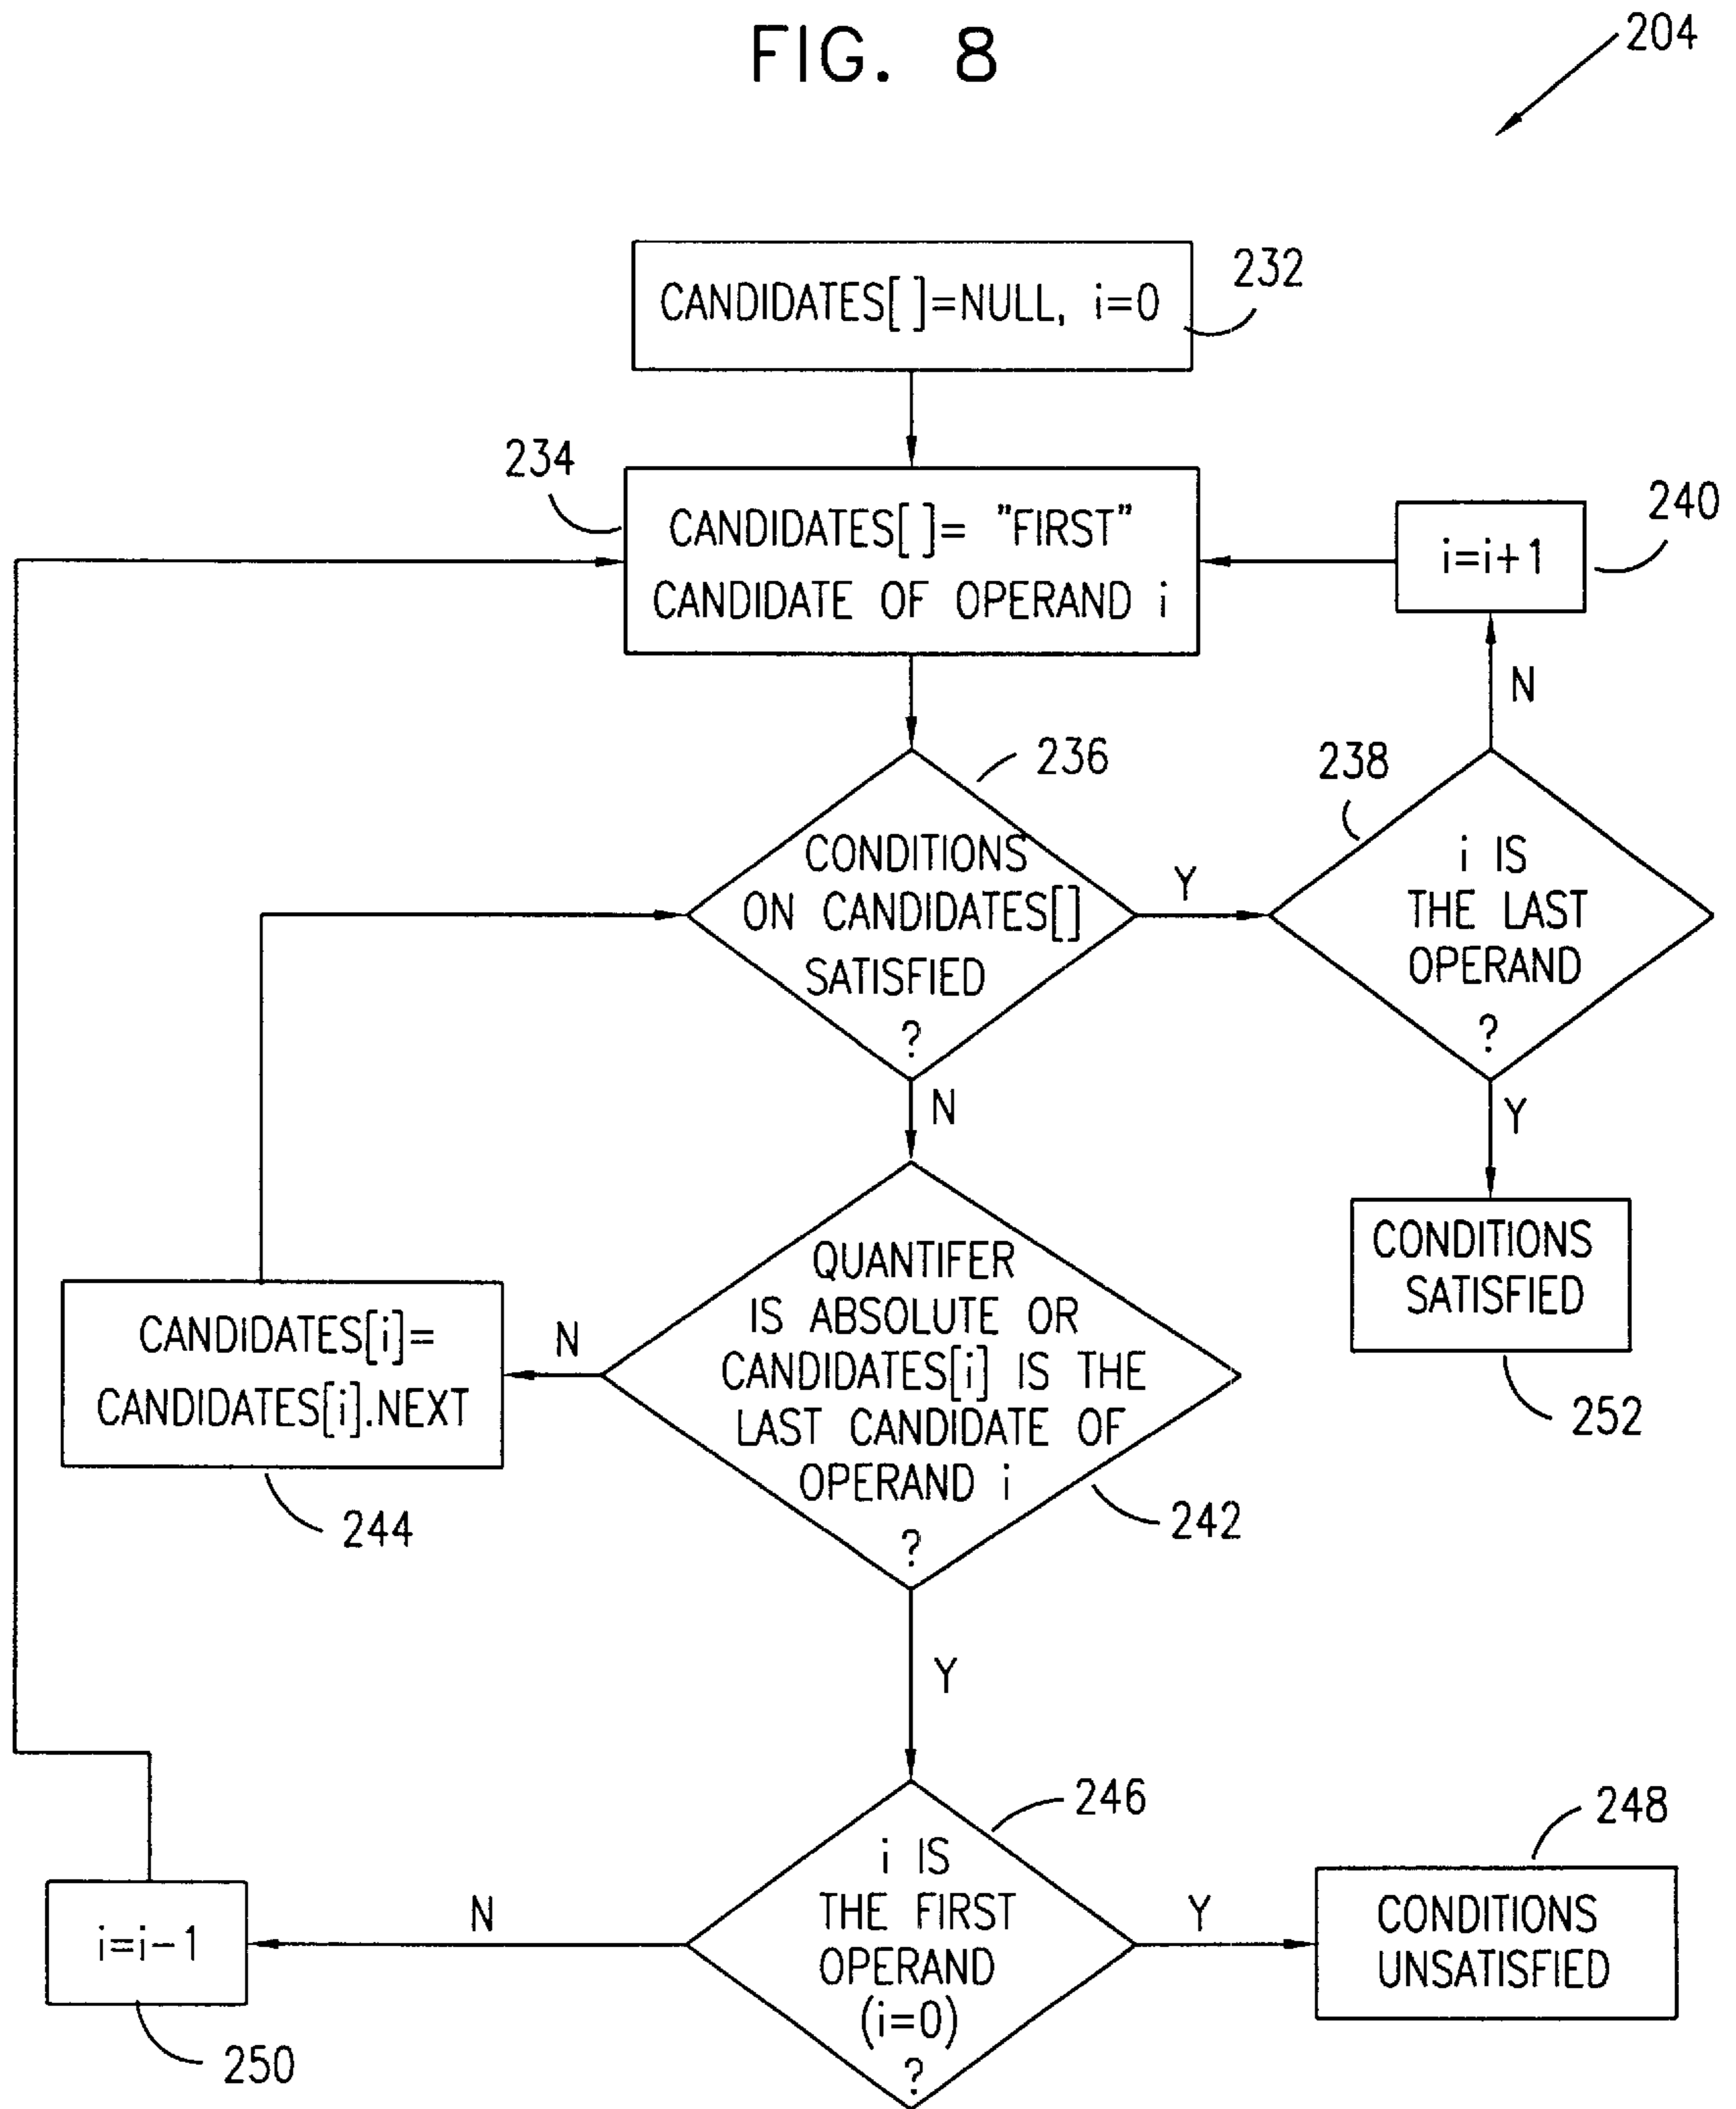 FIG. 8
204
CANDIDATES[ ]=NULL, i=0
232
234
CANDIDATES[ ]= "FIRST"
CANDIDATE OF OPERAND i
i=i+1
240
236
CONDITIONS
ON CANDIDATES[]
SATISFIED
?
Y
N
238
i IS
THE LAST
OPERAND
?
N
Y
CONDITIONS
SATISFIED
252
QUANTIFER
IS ABSOLUTE OR
CANDIDATES[i] IS THE
LAST CANDIDATE OF
OPERAND i
?
242
N
CANDIDATES[i]=
CANDIDATES[i].NEXT
244
Y
246
i IS
THE FIRST
OPERAND
(i=0)
?
Y
248
CONDITIONS
UNSATISFIED
N
i=i-1
250